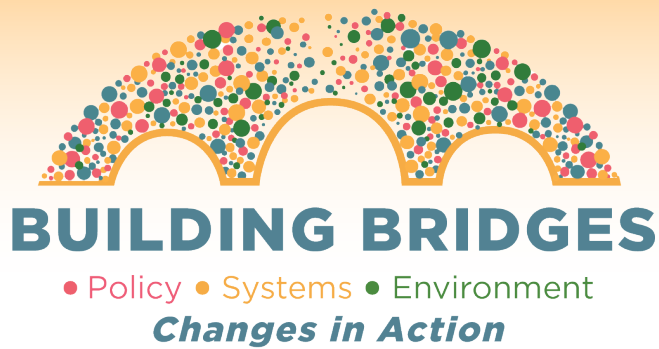 BUILDING BRIDGES
• Policy • Systems • Environment
Changes in Action